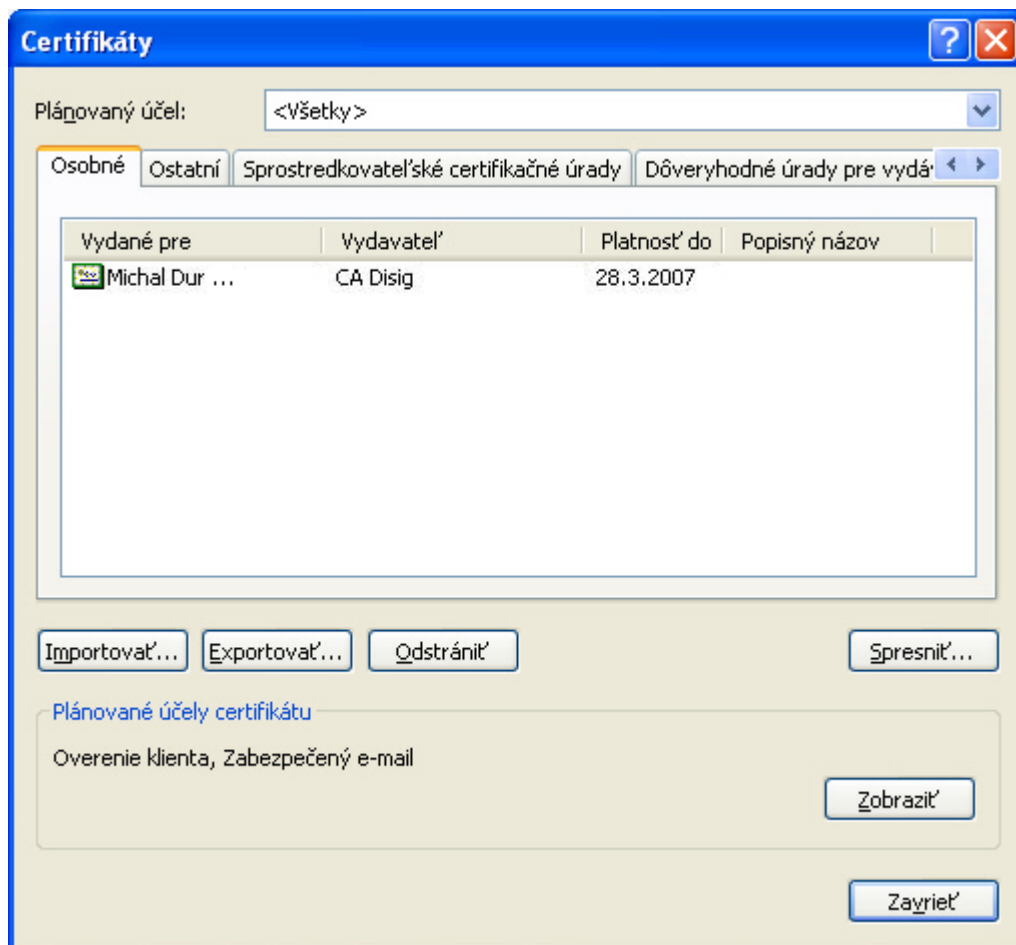 Certifikáty
Plánovaný účel: <Všetky>
Osobné Ostatní Sprostredkovateľské certifikačné úrady Dôveryhodné úrady pre vydá
Vydané pre Vydavateľ Platnosť do Popisný názov
Michal Dur ... CA Disig 28.3.2007
Importovať... Exportovať... Odstrániť Spresniť...
Plánované účely certifikátu
Overenie klienta, Zabezpečený e-mail
Zobraziť
Zavrieť